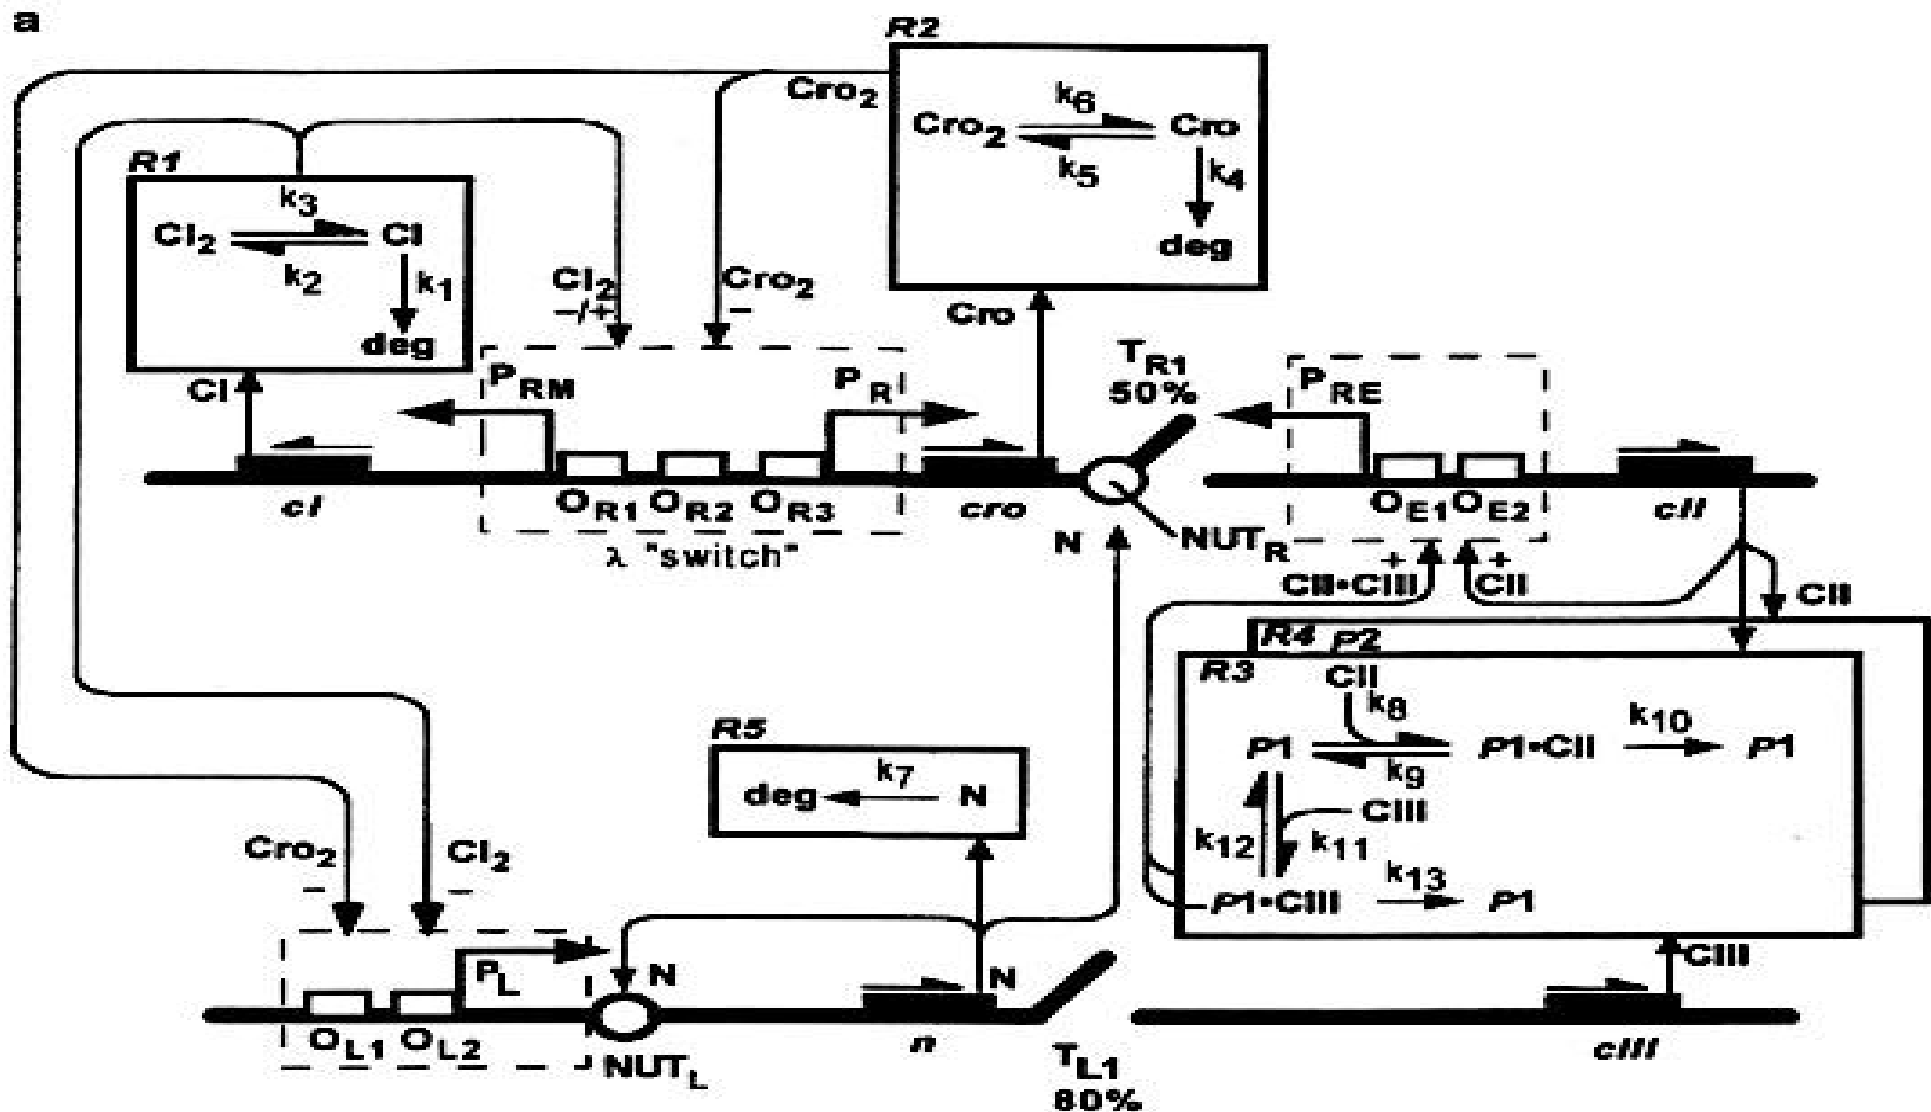 a
R2
Cro2
k6
Cro2 Cro
k5 k4
deg
R1
k3
CI2 CI
k2 k1
deg
CI2
–/+
Cro2
–
Cro
CI
PRM
PR
TR1
50%
PRE
OR1 OR2 OR3
OE1 OE2
cI
cro
cII
λ "switch"
N
NUTR
+ +
CII•CIII CII
CII
R4 P2
R3
CII
k8
k10
P1 P1•CII P1
k9
CIII
k12 k11
k13
P1•CIII P1
CIII
R5
k7
deg N
Cro2 CI2
– –
PL
N
N
OL1 OL2
NUTL
n
TL1
80%
cIII